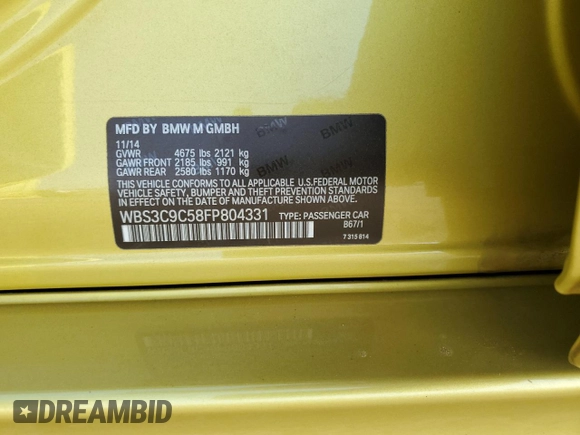 MFD BY BMW M GMBH
11/14
GVWR 4675 lbs 2121 kg
GAWR FRONT 2185 lbs 991 kg
GAWR REAR 2580 lbs 1170 kg
THIS VEHICLE CONFORMS TO ALL APPLICABLE U.S.FEDERAL MOTOR
VEHICLE SAFETY, BUMPER, AND THEFT PREVENTION STANDARDS
IN EFFECT ON THE DATE OF MANUFACTURE SHOWN ABOVE.
WBS3C9C58FP804331 TYPE: PASSENGER CAR
B67/1
7 315 814
BMW
BMW
BMW
DREAMBID